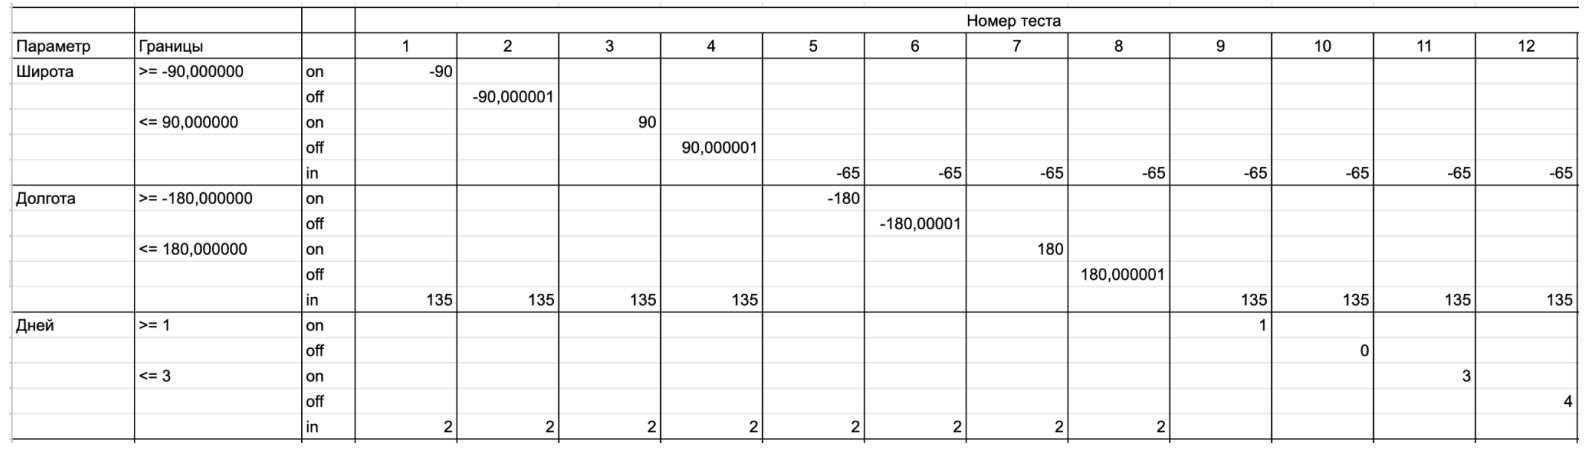 Номер теста
Параметр Границы 1 2 3 4 5 6 7 8 9 10 11 12
Широта >= -90,000000 on -90
off -90,000001
<= 90,000000 on 90
off 90,000001
in -65 -65 -65 -65 -65 -65 -65 -65
Долгота >= -180,000000 on -180
off -180,00001
<= 180,000000 on 180
off 180,000001
in 135 135 135 135 135 135 135 135
Дней >= 1 on 1
off 0
<= 3 on 3
off 4
in 2 2 2 2 2 2 2 2